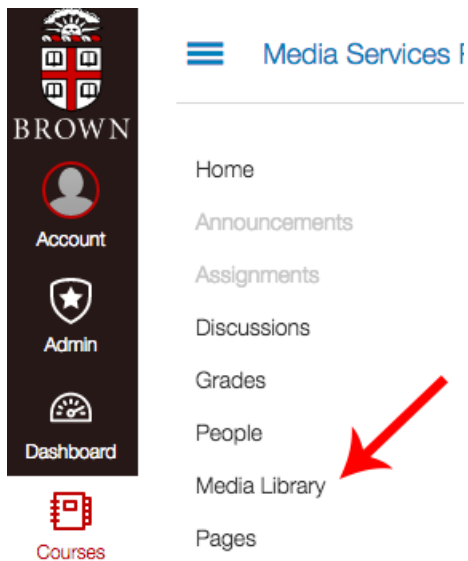 BROWN
Account
Admin
Dashboard
Courses
Media Services
Home
Announcements
Assignments
Discussions
Grades
People
Media Library
Pages